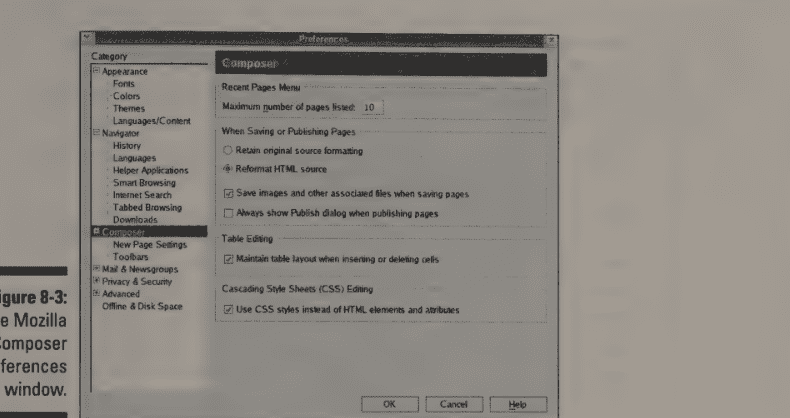 Preferences
Category
Appearance
Fonts
Colors
Themes
Languages/Content
Navigator
History
Languages
Helper Applications
Smart Browsing
Internet Search
Tabbed Browsing
Downloads
Composer
New Page Settings
Toolbars
Mail & Newsgroups
Privacy & Security
Advanced
Offline & Disk Space
Composer
Recent Pages Menu
Maximum number of pages listed: 10
When Saving or Publishing Pages
Retain original source formatting
Reformat HTML source
Save images and other associated files when saving pages
Always show Publish dialog when publishing pages
Table Editing
Maintain table layout when inserting or deleting cells
Cascading Style Sheets (CSS) Editing
Use CSS styles instead of HTML elements and attributes
OK Cancel Help
igure 8-3:
e Mozilla
Composer
ferences
window.